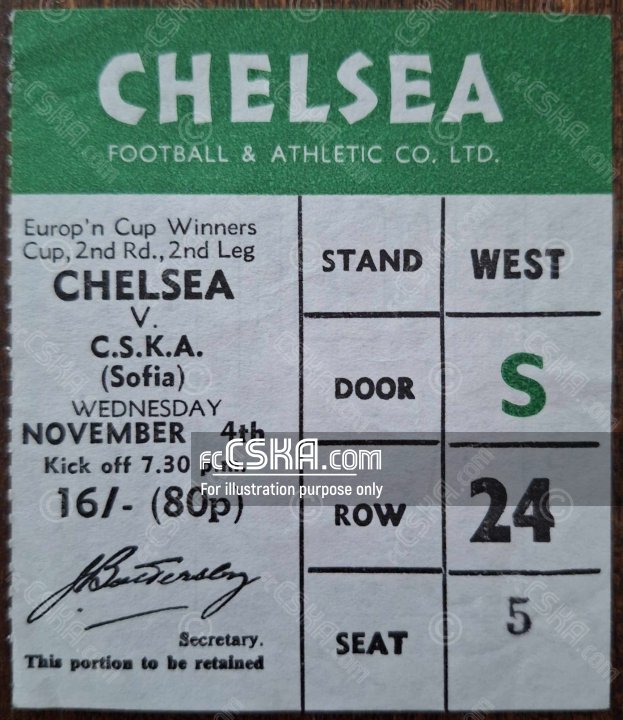 CHELSEA
FOOTBALL & ATHLETIC CO. LTD.
Europ'n Cup Winners
Cup, 2nd Rd., 2nd Leg
CHELSEA
V.
C.S.K.A.
(Sofia)
WEDNESDAY
NOVEMBER 4th
Kick off 7.30 p.m.
16/- (80p)
J Battersby
Secretary.
This portion to be retained
STAND WEST
DOOR S
ROW 24
SEAT 5
fcCSKA.com
For illustration purpose only